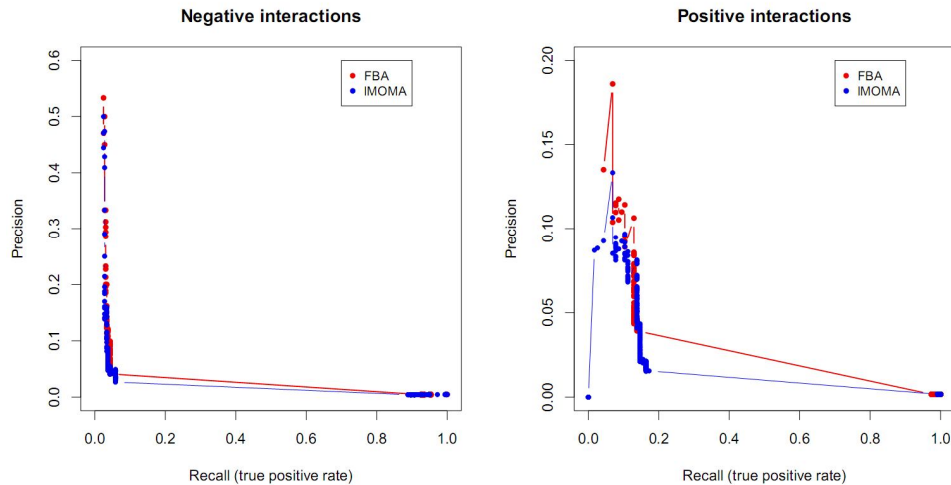 Negative interactions
0.6
0.5
0.4
0.3
0.2
0.1
0.0
Precision
FBA
lMOMA
0.0 0.2 0.4 0.6 0.8 1.0
Recall (true positive rate)
Positive interactions
0.20
0.15
0.10
0.05
0.00
Precision
FBA
lMOMA
0.0 0.2 0.4 0.6 0.8 1.0
Recall (true positive rate)